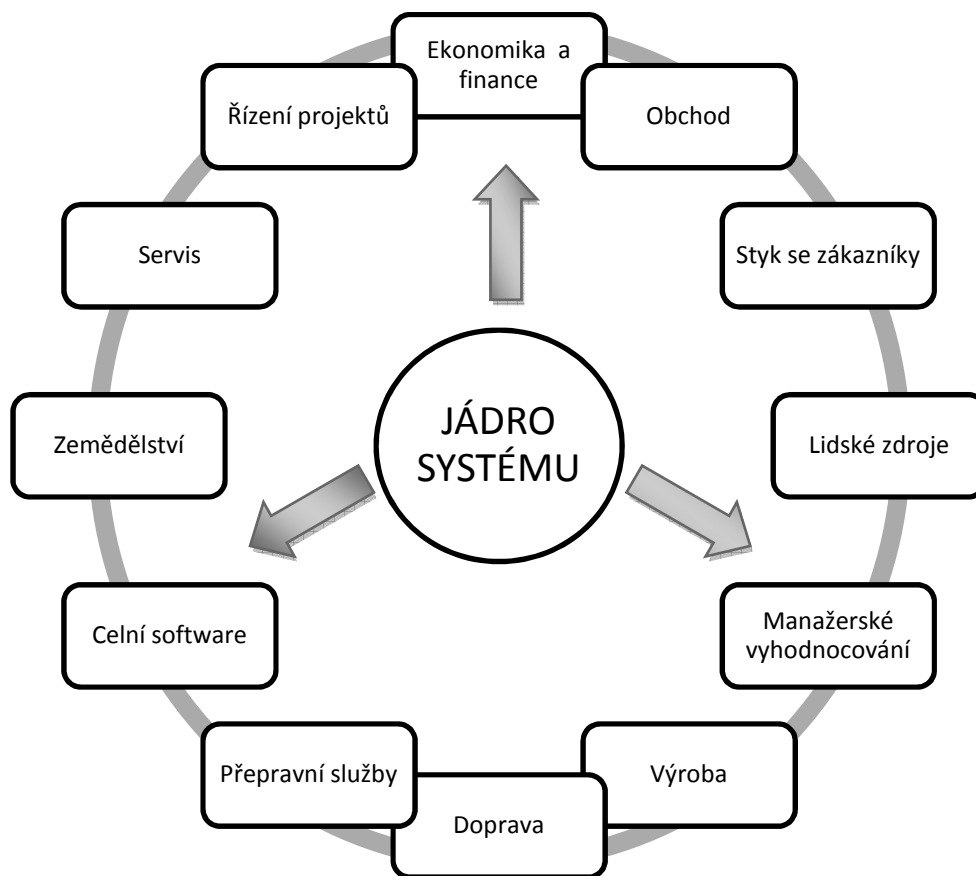 Ekonomika a
finance
Obchod
Styk se zákazníky
Lidské zdroje
Manažerské
vyhodnocování
Výroba
Doprava
Přepravní služby
Celní software
Zemědělství
Servis
Řízení projektů
JÁDRO
SYSTÉMU